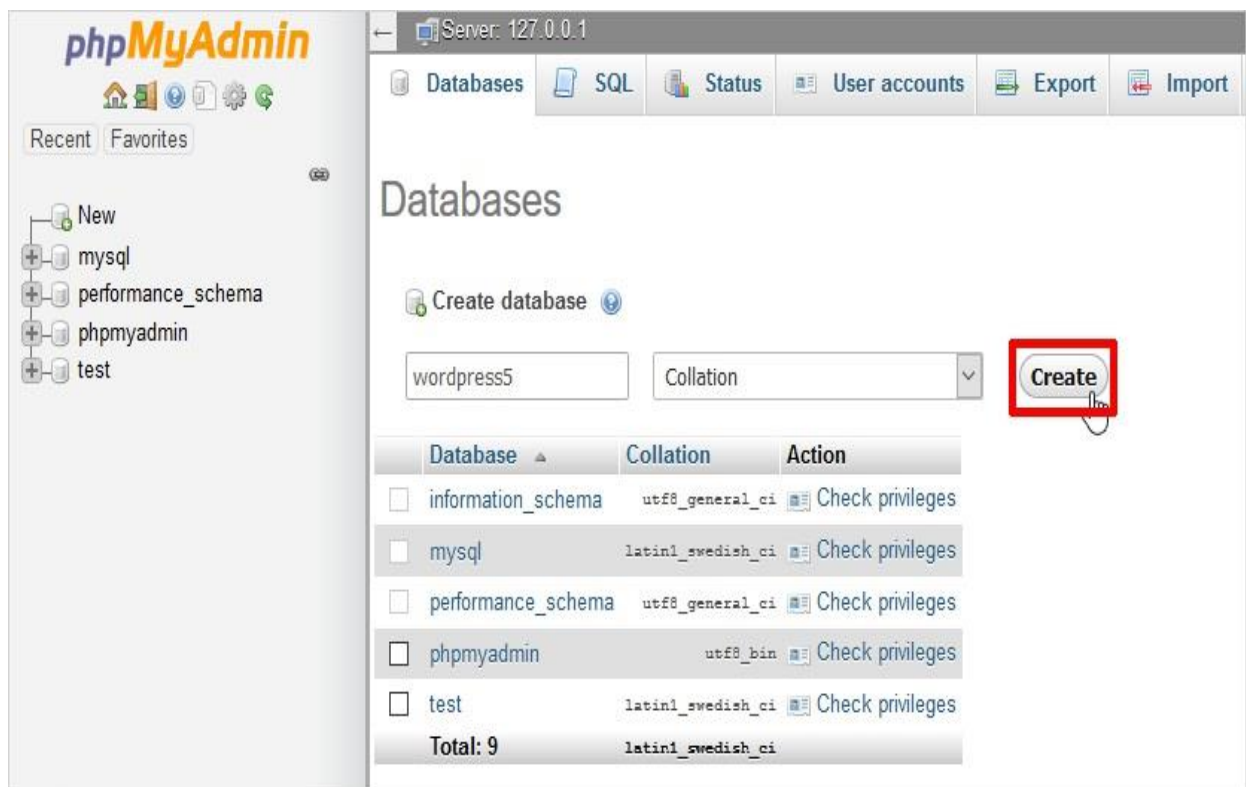 phpMyAdmin
Recent Favorites
New
mysql
performance_schema
phpmyadmin
test
Server: 127.0.0.1
Databases SQL Status User accounts Export Import
Databases
Create database
wordpress5 Collation Create
Database Collation Action
information_schema utf8_general_ci Check privileges
mysql latin1_swedish_ci Check privileges
performance_schema utf8_general_ci Check privileges
phpmyadmin utf8_bin Check privileges
test latin1_swedish_ci Check privileges
Total: 9 latin1_swedish_ci